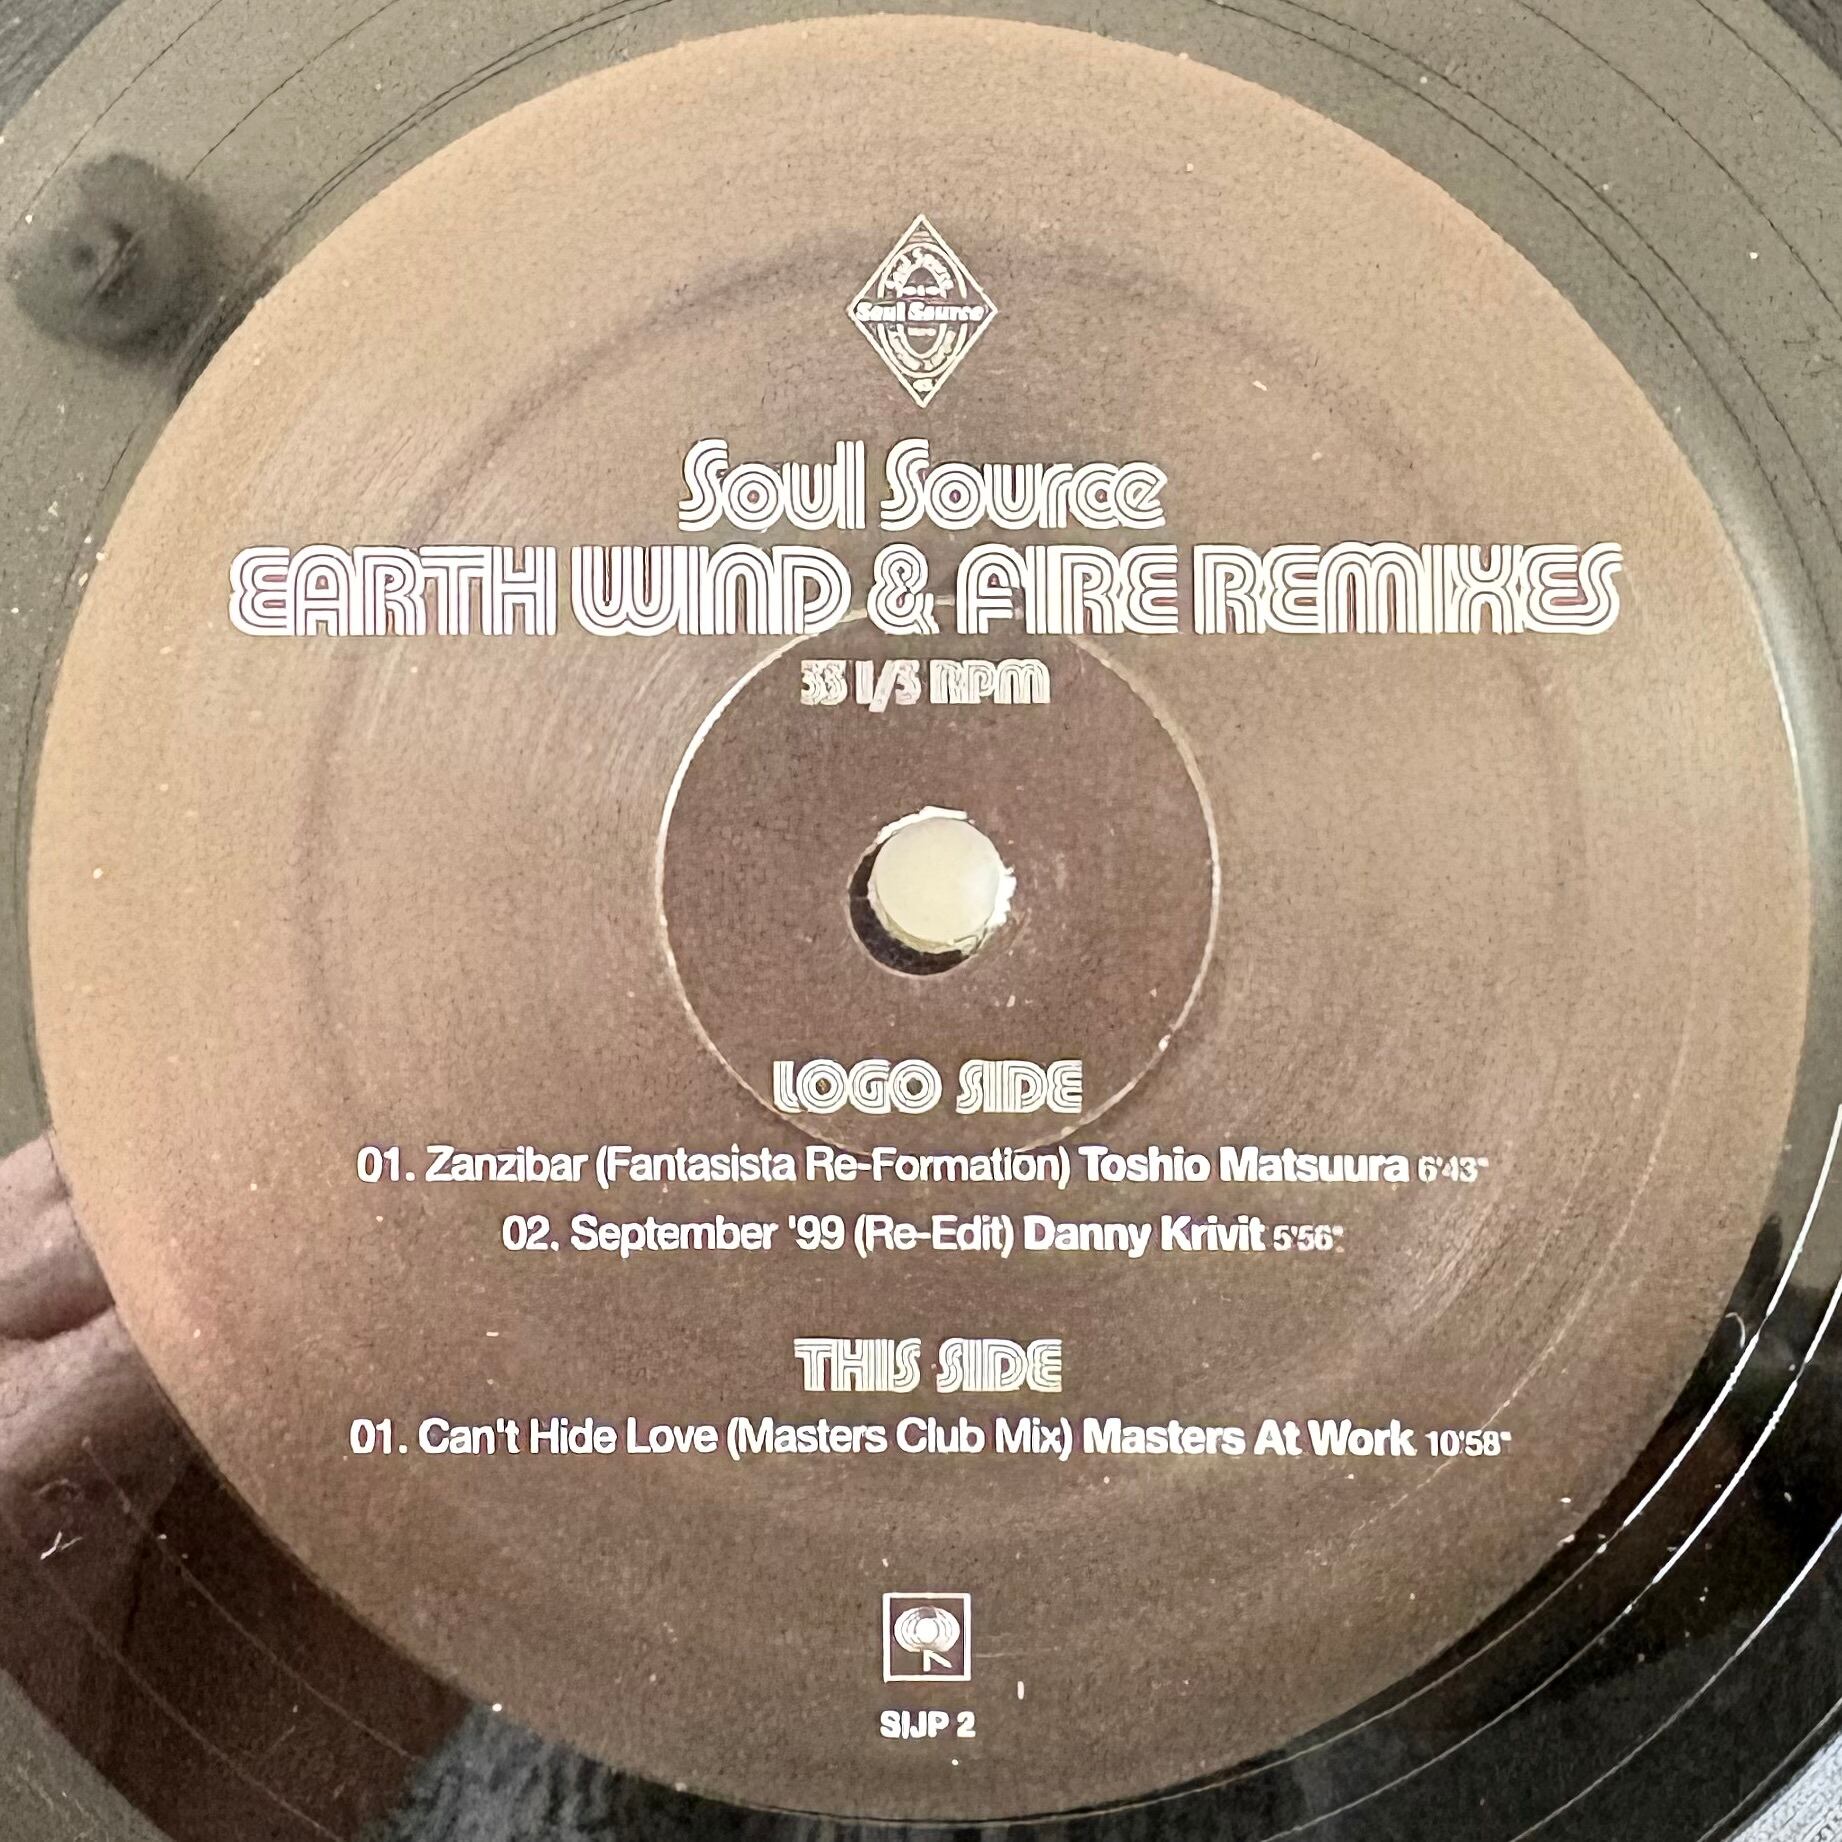 Soul Source
Soul Source
EARTH WIND & FIRE REMIXES
33 1/3 RPM
LOGO SIDE
01. Zanzibar (Fantasista Re-Formation) Toshio Matsuura 6'43"
02. September '99 (Re-Edit) Danny Krivit 5'56"
THIS SIDE
01. Can't Hide Love (Masters Club Mix) Masters At Work 10'58"
SIJP 2